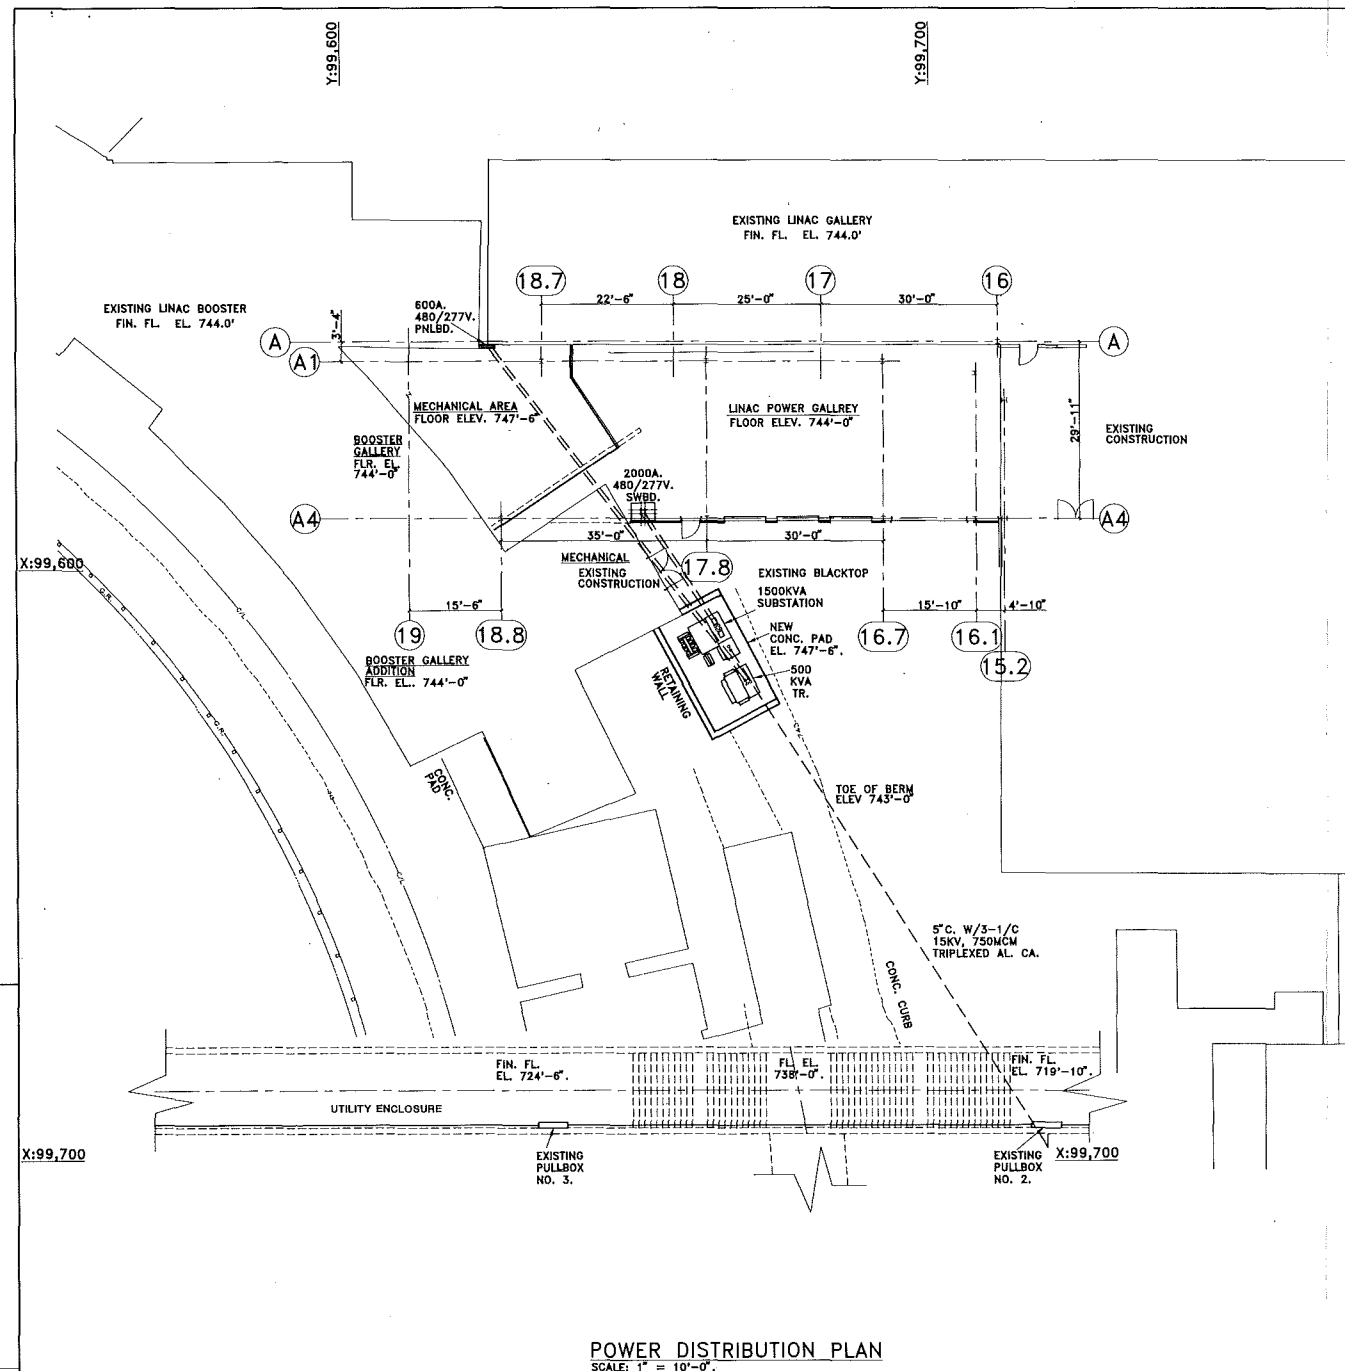 Y:99,600
Y:99,700
EXISTING LINAC GALLERY
FIN. FL. EL. 744.0'
18.7
18
17
16
22'-6"
25'-0"
30'-0"
EXISTING LINAC BOOSTER
FIN. FL. EL. 744.0'
600A.
480/277V.
PNLBD.
3'-4"
A
A
A1
MECHANICAL AREA
FLOOR ELEV. 747'-6"
LINAC POWER GALLREY
FLOOR ELEV. 744'-0"
29'-11"
EXISTING
CONSTRUCTION
BOOSTER
GALLERY
FLR. EL.
744'-0"
2000A.
480/277V.
SWBD.
A4
A4
35'-0"
30'-0"
MECHANICAL
EXISTING
CONSTRUCTION
17.8
EXISTING BLACKTOP
X:99,600
1500KVA
SUBSTATION
15'-6"
15'-10"
4'-10"
19
18.8
16.7
16.1
15.2
NEW
CONC. PAD
EL. 747'-6".
BOOSTER GALLERY
ADDITION
FLR. EL.. 744'-0"
500
KVA
TR.
RETAINING
WALL
G.R.
C/L
G.R.
743
CONC.
PAD
TOE OF BERM
ELEV 743'-0"
C/L
5"C. W/3-1/C
15KV, 750MCM
TRIPLEXED AL. CA.
CONC. CURB
FIN. FL.
EL. 724'-6".
FL. EL.
738'-0".
FIN. FL.
EL. 719'-10".
UTILITY ENCLOSURE
X:99,700
EXISTING
PULLBOX
NO. 3.
EXISTING
PULLBOX
NO. 2.
X:99,700
POWER DISTRIBUTION PLAN
SCALE: 1" = 10'-0".